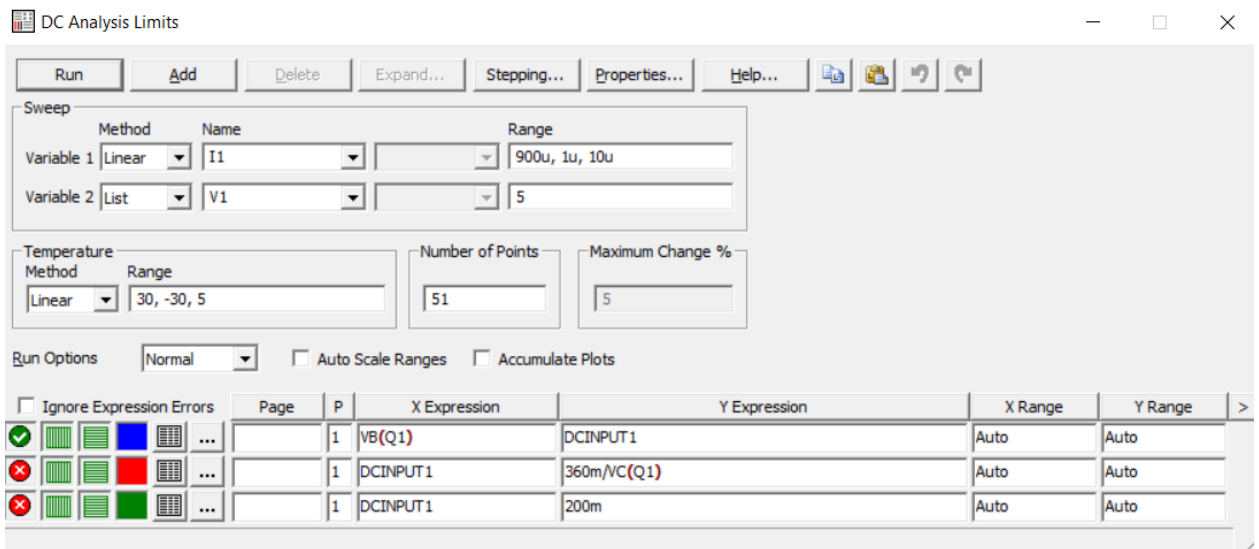 DC Analysis Limits
Run Add Delete Expand... Stepping... Properties... Help...
Sweep
Method Name Range
Variable 1 Linear I1 900u, 1u, 10u
Variable 2 List V1 5
Temperature Number of Points Maximum Change %
Method Range
Linear 30, -30, 5 51 5
Run Options Normal Auto Scale Ranges Accumulate Plots
Ignore Expression Errors Page P X Expression Y Expression X Range Y Range >
... 1 VB(Q1) DCINPUT1 Auto Auto
... 1 DCINPUT1 360m/VC(Q1) Auto Auto
... 1 DCINPUT1 200m Auto Auto